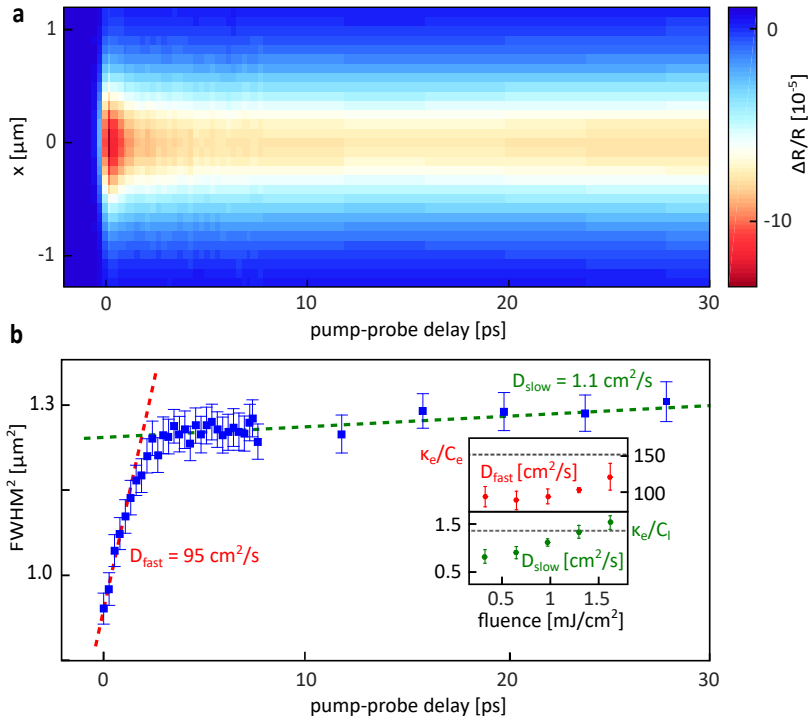 a
1
0
-1
x [μm]
0
10
20
30
pump-probe delay [ps]
0
-10
ΔR/R [10⁻⁵]
b
1.3
1.0
FWHM² [μm²]
D_slow = 1.1 cm²/s
D_fast = 95 cm²/s
κ_e/C_e
D_fast [cm²/s]
150
100
1.5
0.5
D_slow [cm²/s]
κ_e/C_l
0.5
1
1.5
fluence [mJ/cm²]
0
10
20
30
pump-probe delay [ps]